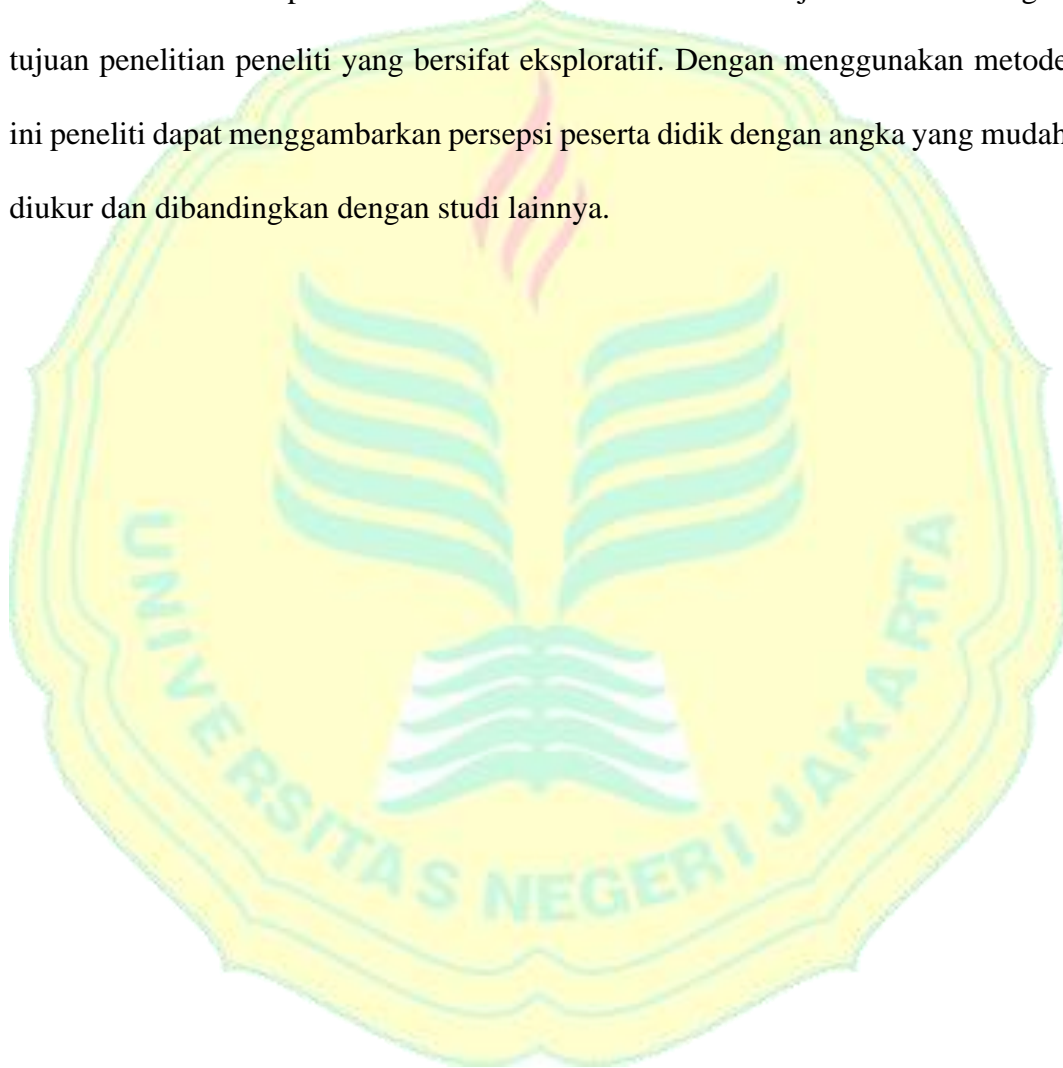 tujuan penelitian peneliti yang bersifat eksploratif. Dengan menggunakan metode
ini peneliti dapat menggambarkan persepsi peserta didik dengan angka yang mudah
diukur dan dibandingkan dengan studi lainnya.
UNIVERSITAS NEGERI JAKARTA